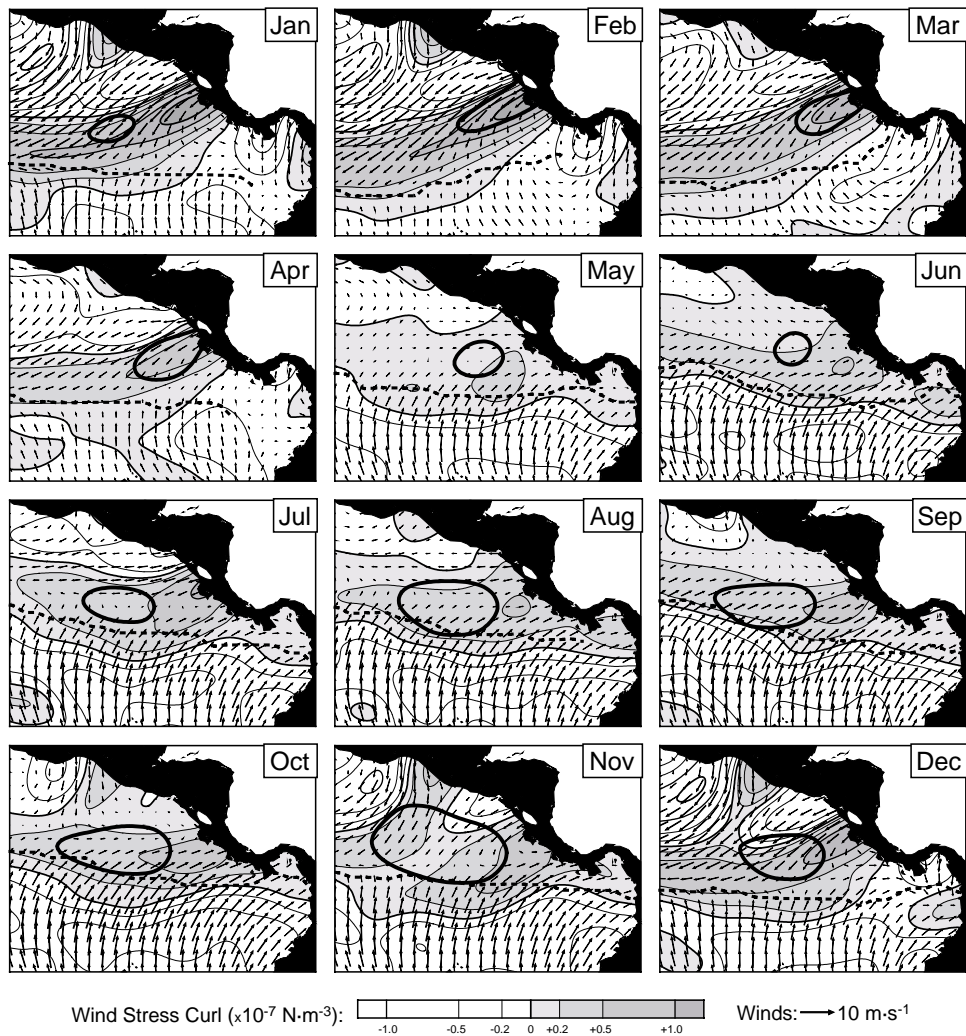 Jan
Feb
Mar
Apr
May
Jun
Jul
Aug
Sep
Oct
Nov
Dec
Wind Stress Curl (x10⁻⁷ N·m⁻³):
-1.0 -0.5 -0.2 0 +0.2 +0.5 +1.0
Winds: 10 m·s⁻¹